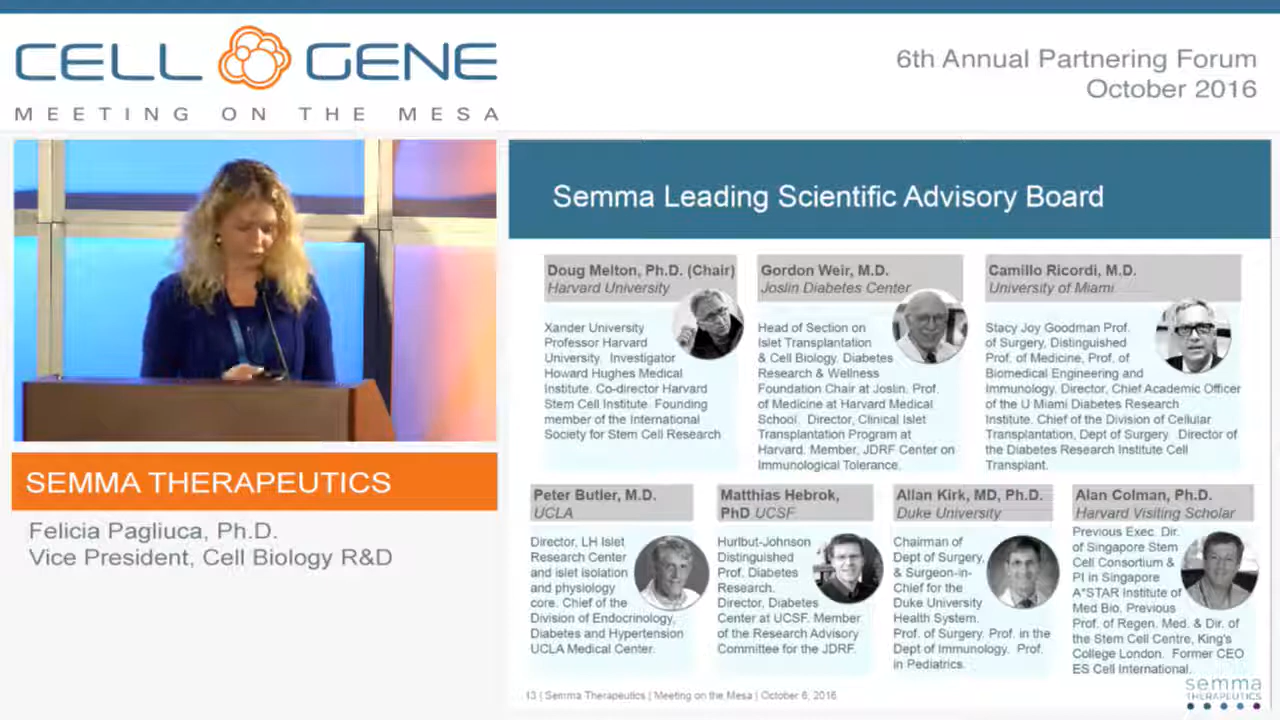 CELL GENE
MEETING ON THE MESA
6th Annual Partnering Forum
October 2016
SEMMA THERAPEUTICS
Felicia Pagliuca, Ph.D.
Vice President, Cell Biology R&D
Semma Leading Scientific Advisory Board
Doug Melton, Ph.D. (Chair)
Harvard University
Xander University
Professor Harvard
University. Investigator
Howard Hughes Medical
Institute. Co-director Harvard
Stem Cell Institute Founding
member of the International
Society for Stem Cell Research
Gordon Weir, M.D.
Joslin Diabetes Center
Head of Section on
Islet Transplantation
& Cell Biology. Diabetes
Research & Wellness
Foundation Chair at Joslin. Prof.
of Medicine at Harvard Medical
School. Director, Clinical Islet
Transplantation Program at
Harvard. Member, JDRF Center on
Immunological Tolerance.
Camillo Ricordi, M.D.
University of Miami
Stacy Joy Goodman Prof.
of Surgery, Distinguished
Prof. of Medicine, Prof. of
Biomedical Engineering and
Immunology. Director, Chief Academic Officer
of the U Miami Diabetes Research
Institute. Chief of the Division of Cellular
Transplantation, Dept of Surgery. Director of
the Diabetes Research Institute Cell
Transplant.
Peter Butler, M.D.
UCLA
Director, LH Islet
Research Center
and islet isolation
and physiology
core. Chief of the
Division of Endocrinology,
Diabetes and Hypertension
UCLA Medical Center.
Matthias Hebrok,
PhD UCSF
Hurlbut-Johnson
Distinguished
Prof. Diabetes
Research.
Director, Diabetes
Center at UCSF. Member
of the Research Advisory
Committee for the JDRF.
Allan Kirk, MD, Ph.D.
Duke University
Chairman of
Dept of Surgery,
& Surgeon-in-
Chief for the
Duke University
Health System.
Prof. of Surgery. Prof. in the
Dept of Immunology. Prof.
in Pediatrics.
Alan Colman, Ph.D.
Harvard Visiting Scholar
Previous Exec. Dir.
of Singapore Stem
Cell Consortium &
PI in Singapore
A*STAR Institute of
Med Bio. Previous
Prof. of Regen. Med. & Dir. of
the Stem Cell Centre, King's
College London. Former CEO
ES Cell International.
13 | Semma Therapeutics | Meeting on the Mesa | October 6, 2016
semma
THERAPEUTICS